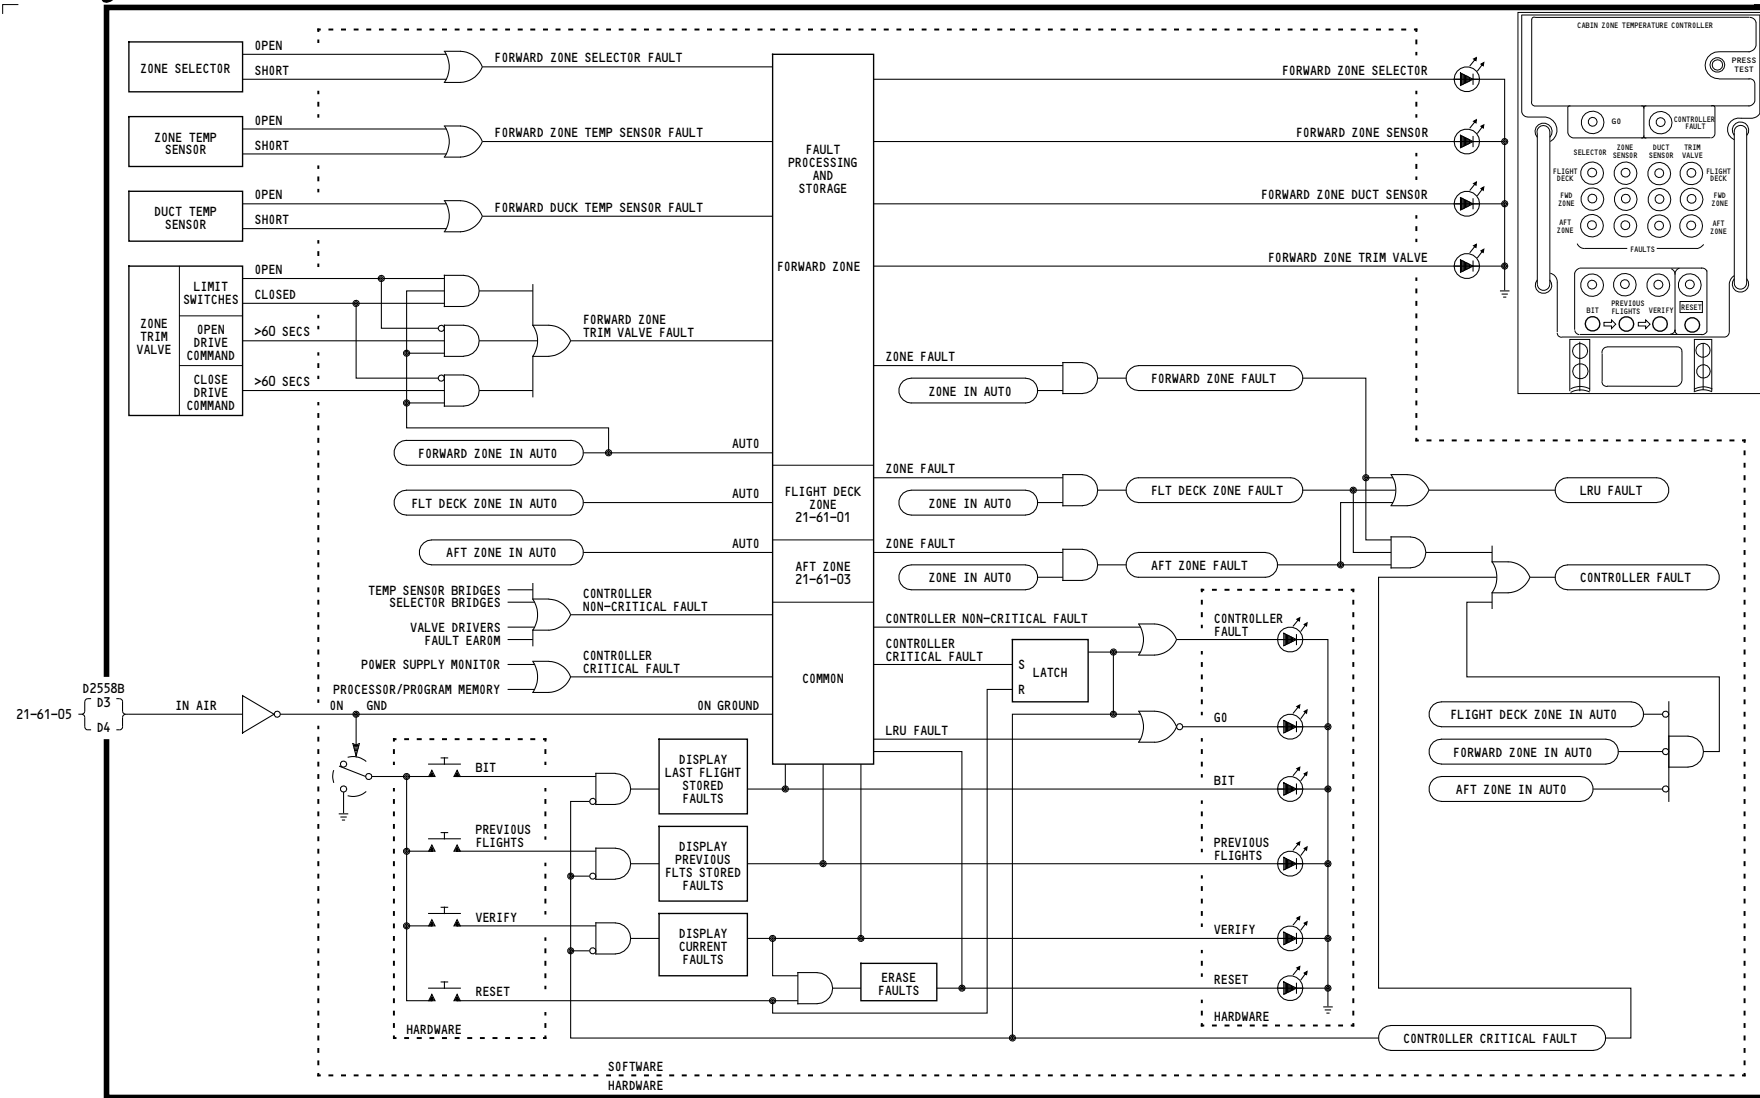 CABIN ZONE TEMPERATURE CONTROLLER
PRESS
TEST
GO
CONTROLLER
FAULT
SELECTOR
ZONE
SENSOR
DUCT
SENSOR
TRIM
VALVE
FLIGHT
DECK
FLIGHT
DECK
FWD
ZONE
FWD
ZONE
AFT
ZONE
AFT
ZONE
FAULTS
BIT
PREVIOUS
FLIGHTS
VERIFY
RESET
ZONE SELECTOR
OPEN
SHORT
FORWARD ZONE SELECTOR FAULT
FORWARD ZONE SELECTOR
ZONE TEMP
SENSOR
OPEN
SHORT
FORWARD ZONE TEMP SENSOR FAULT
FORWARD ZONE SENSOR
FAULT
PROCESSING
AND
STORAGE
DUCT TEMP
SENSOR
OPEN
SHORT
FORWARD DUCK TEMP SENSOR FAULT
FORWARD ZONE DUCT SENSOR
FORWARD ZONE
FORWARD ZONE TRIM VALVE
ZONE
TRIM
VALVE
LIMIT
SWITCHES
OPEN
DRIVE
COMMAND
CLOSE
DRIVE
COMMAND
OPEN
CLOSED
>60 SECS
>60 SECS
FORWARD ZONE
TRIM VALVE FAULT
ZONE FAULT
ZONE IN AUTO
FORWARD ZONE FAULT
FORWARD ZONE IN AUTO
AUTO
FLT DECK ZONE IN AUTO
AUTO
FLIGHT DECK
ZONE
21-61-01
ZONE FAULT
ZONE IN AUTO
FLT DECK ZONE FAULT
LRU FAULT
AFT ZONE IN AUTO
AUTO
AFT ZONE
21-61-03
ZONE FAULT
ZONE IN AUTO
AFT ZONE FAULT
CONTROLLER FAULT
TEMP SENSOR BRIDGES
SELECTOR BRIDGES
VALVE DRIVERS
FAULT EAROM
CONTROLLER
NON-CRITICAL FAULT
POWER SUPPLY MONITOR
PROCESSOR/PROGRAM MEMORY
CONTROLLER
CRITICAL FAULT
COMMON
CONTROLLER NON-CRITICAL FAULT
CONTROLLER
CRITICAL FAULT
S
LATCH
R
CONTROLLER
FAULT
D2558B
21-61-05
D3
D4
IN AIR
ON GND
ON GROUND
LRU FAULT
GO
FLIGHT DECK ZONE IN AUTO
FORWARD ZONE IN AUTO
AFT ZONE IN AUTO
BIT
DISPLAY
LAST FLIGHT
STORED
FAULTS
BIT
PREVIOUS
FLIGHTS
DISPLAY
PREVIOUS
FLTS STORED
FAULTS
PREVIOUS
FLIGHTS
VERIFY
DISPLAY
CURRENT
FAULTS
VERIFY
RESET
ERASE
FAULTS
RESET
HARDWARE
HARDWARE
CONTROLLER CRITICAL FAULT
SOFTWARE
HARDWARE